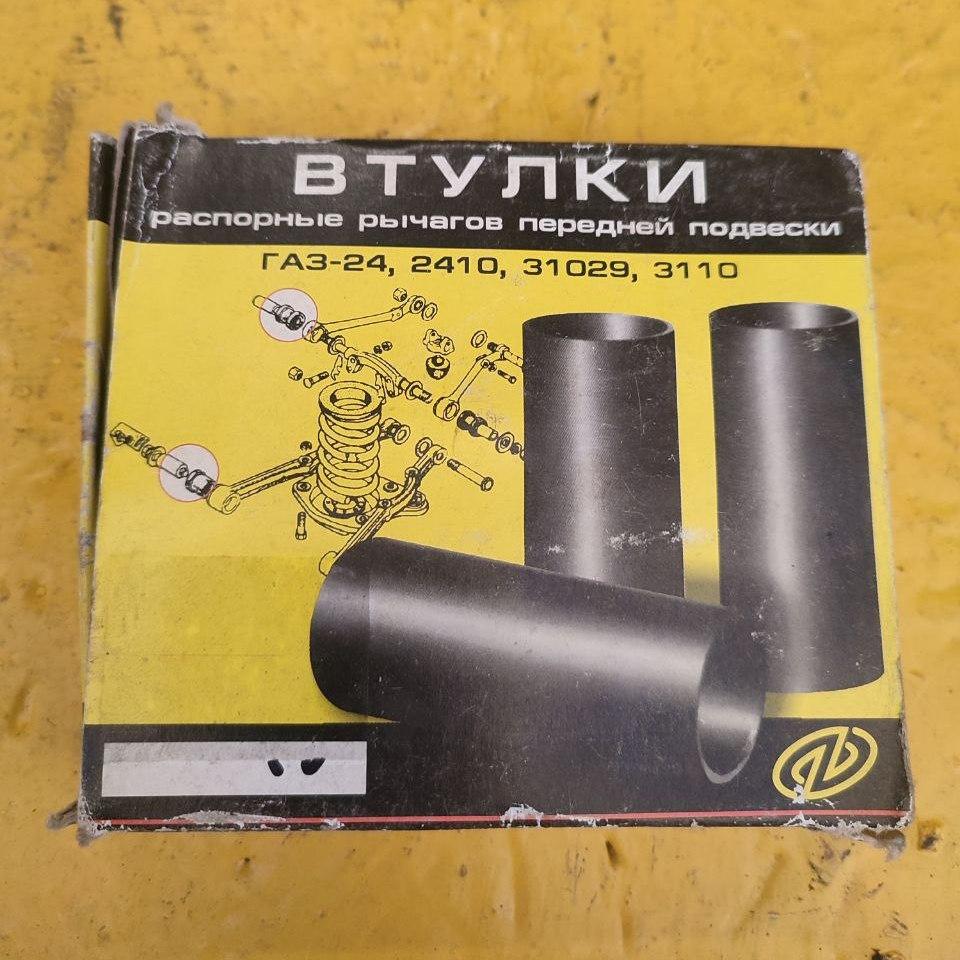 ВТУЛКИ
распорные рычагов передней подвески
ГАЗ-24, 2410, 31029, 3110